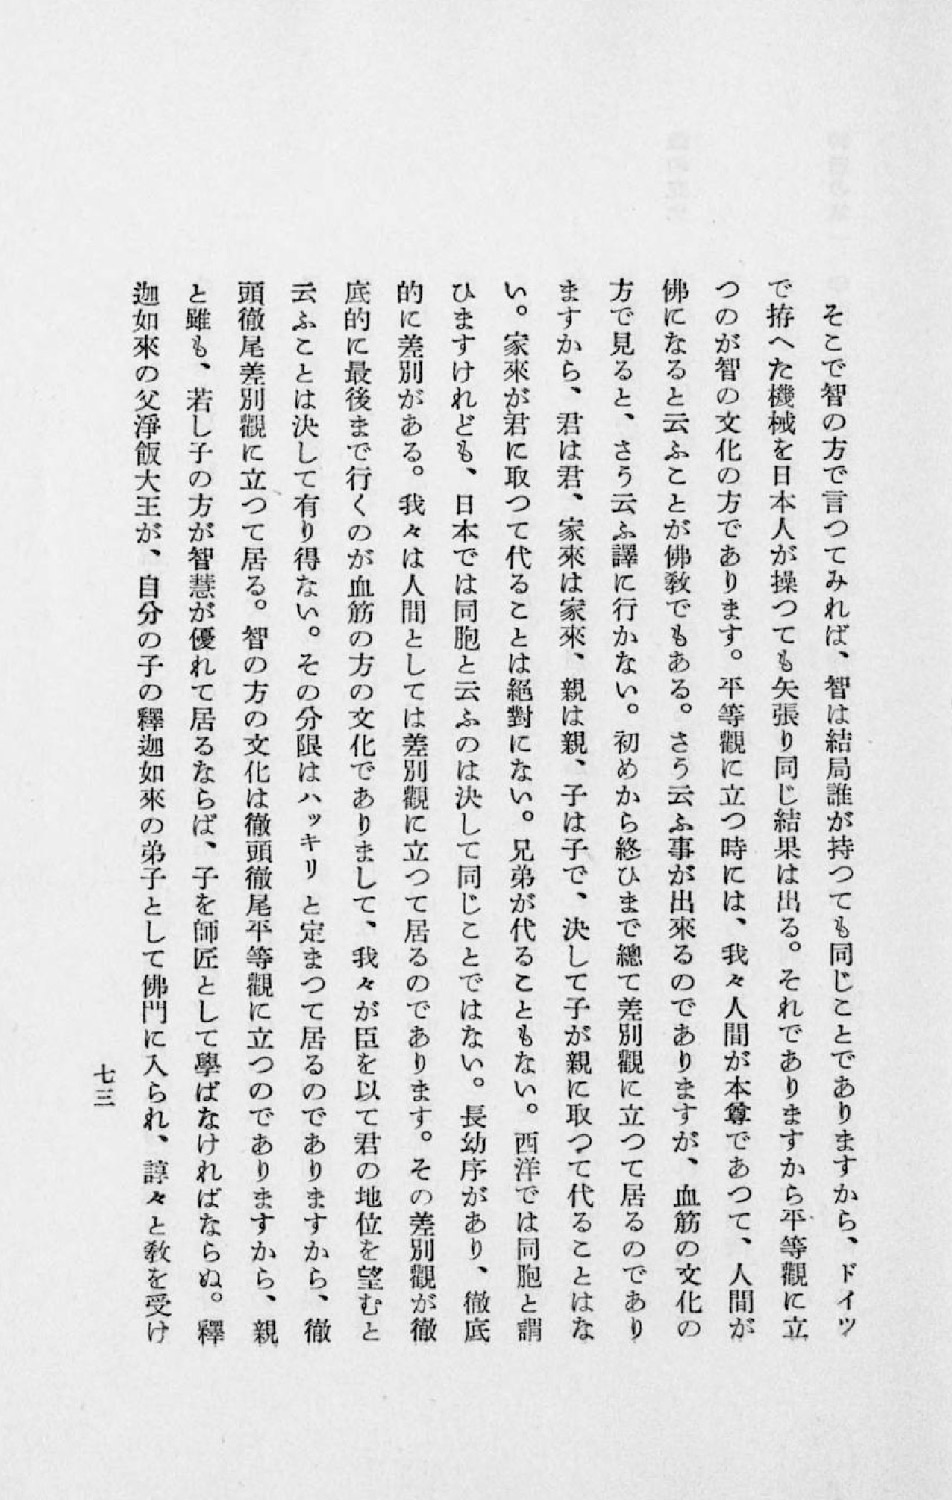 そこで智の方で言つてみれば、智は結局誰が持つても同じことでありますから、ドイツ
で拵へた機械を日本人が操つても矢張り同じ結果は出る。それでありますから平等觀に立
つのが智の文化の方であります。平等觀に立つ時には、我々人間が本尊であつて、人間が
佛になると云ふことが佛教でもある。さう云ふ事が出來るのでありますが、血筋の文化の
方で見ると、さう云ふ譯に行かない。初めから終ひまで總て差別觀に立つて居るのであり
ますから、君は君、家來は家來、親は親、子は子で、決して子が親に取つて代ることはな
い。家來が君に取つて代ることは絕對にない。兄弟が代ることもない。西洋では同胞と謂
ひますけれども、日本では同胞と云ふのは決して同じことではない。長幼序があり、徹底
的に差別がある。我々は人間としては差別觀に立つて居るのであります。その差別觀が徹
底的に最後まで行くのが血筋の方の文化でありまして、我々が臣を以て君の地位を望むと
云ふことは決して有り得ない。その分限はハッキリと定まつて居るのでありますから、徹
頭徹尾差別觀に立つて居る。智の方の文化は徹頭徹尾平等觀に立つのでありますから、親
と雖も、若し子の方が智慧が優れて居るならば、子を師匠として學ばなければならぬ。釋
迦如來の父淨飯大王が、自分の子の釋迦如來の弟子として佛門に入られ、諄々と教を受け
七三